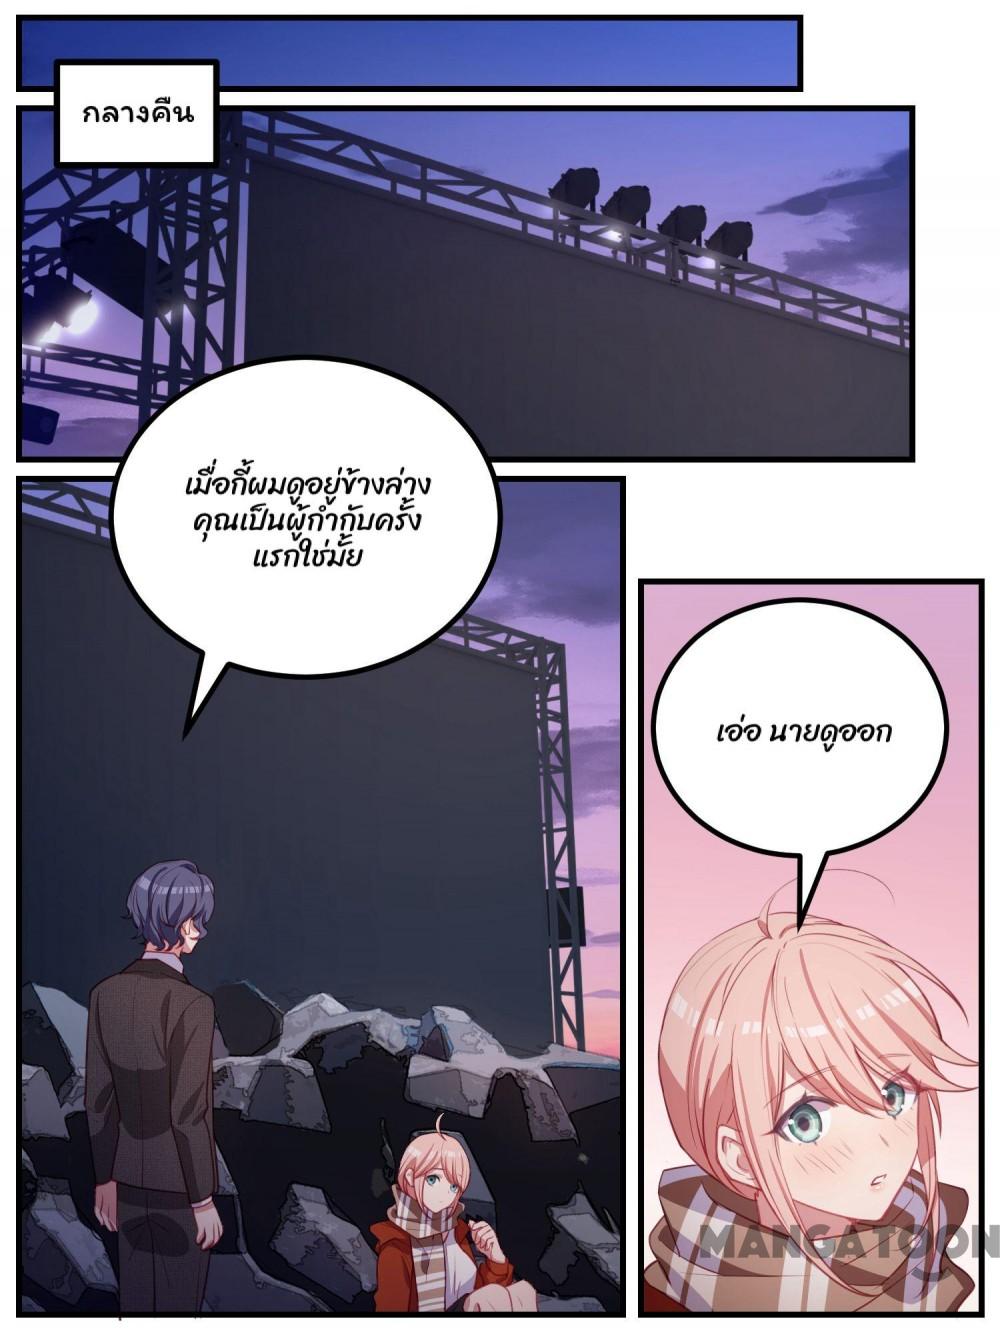 กลางคืน
เมื่อกี้ผมดูอยู่ข้างล่าง
คุณเป็นผู้กำกับครั้ง
แรกใช่มั้ย
เอ่อ นายดูออก
MANGATOON